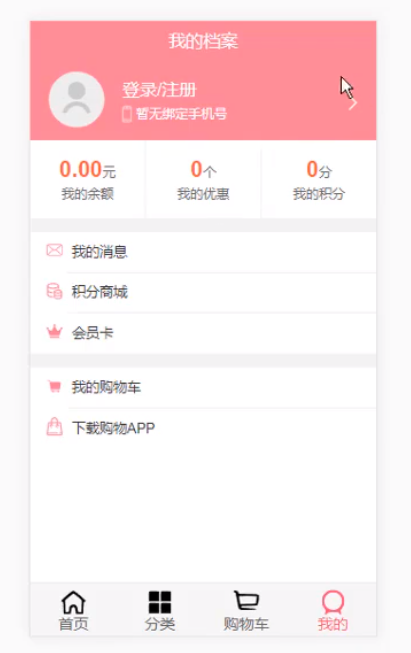 我的档案
登录/注册
暂无绑定手机号
0.00元 0个 0分
我的余额 我的优惠 我的积分
我的消息
积分商城
会员卡
我的购物车
下载购物APP
首页 分类 购物车 我的